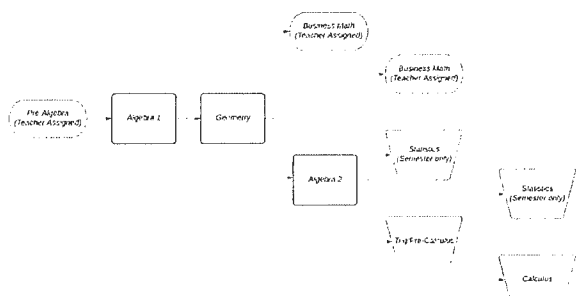 Business Math
(Teacher Assigned)
Business Math
(Teacher Assigned)
Pre Algebra
(Teacher Assigned)
Algebra 1
Geometry
Statistics
(Semester only)
Algebra 2
Statistics
(Semester only)
Trig/Pre-Calculus
Calculus